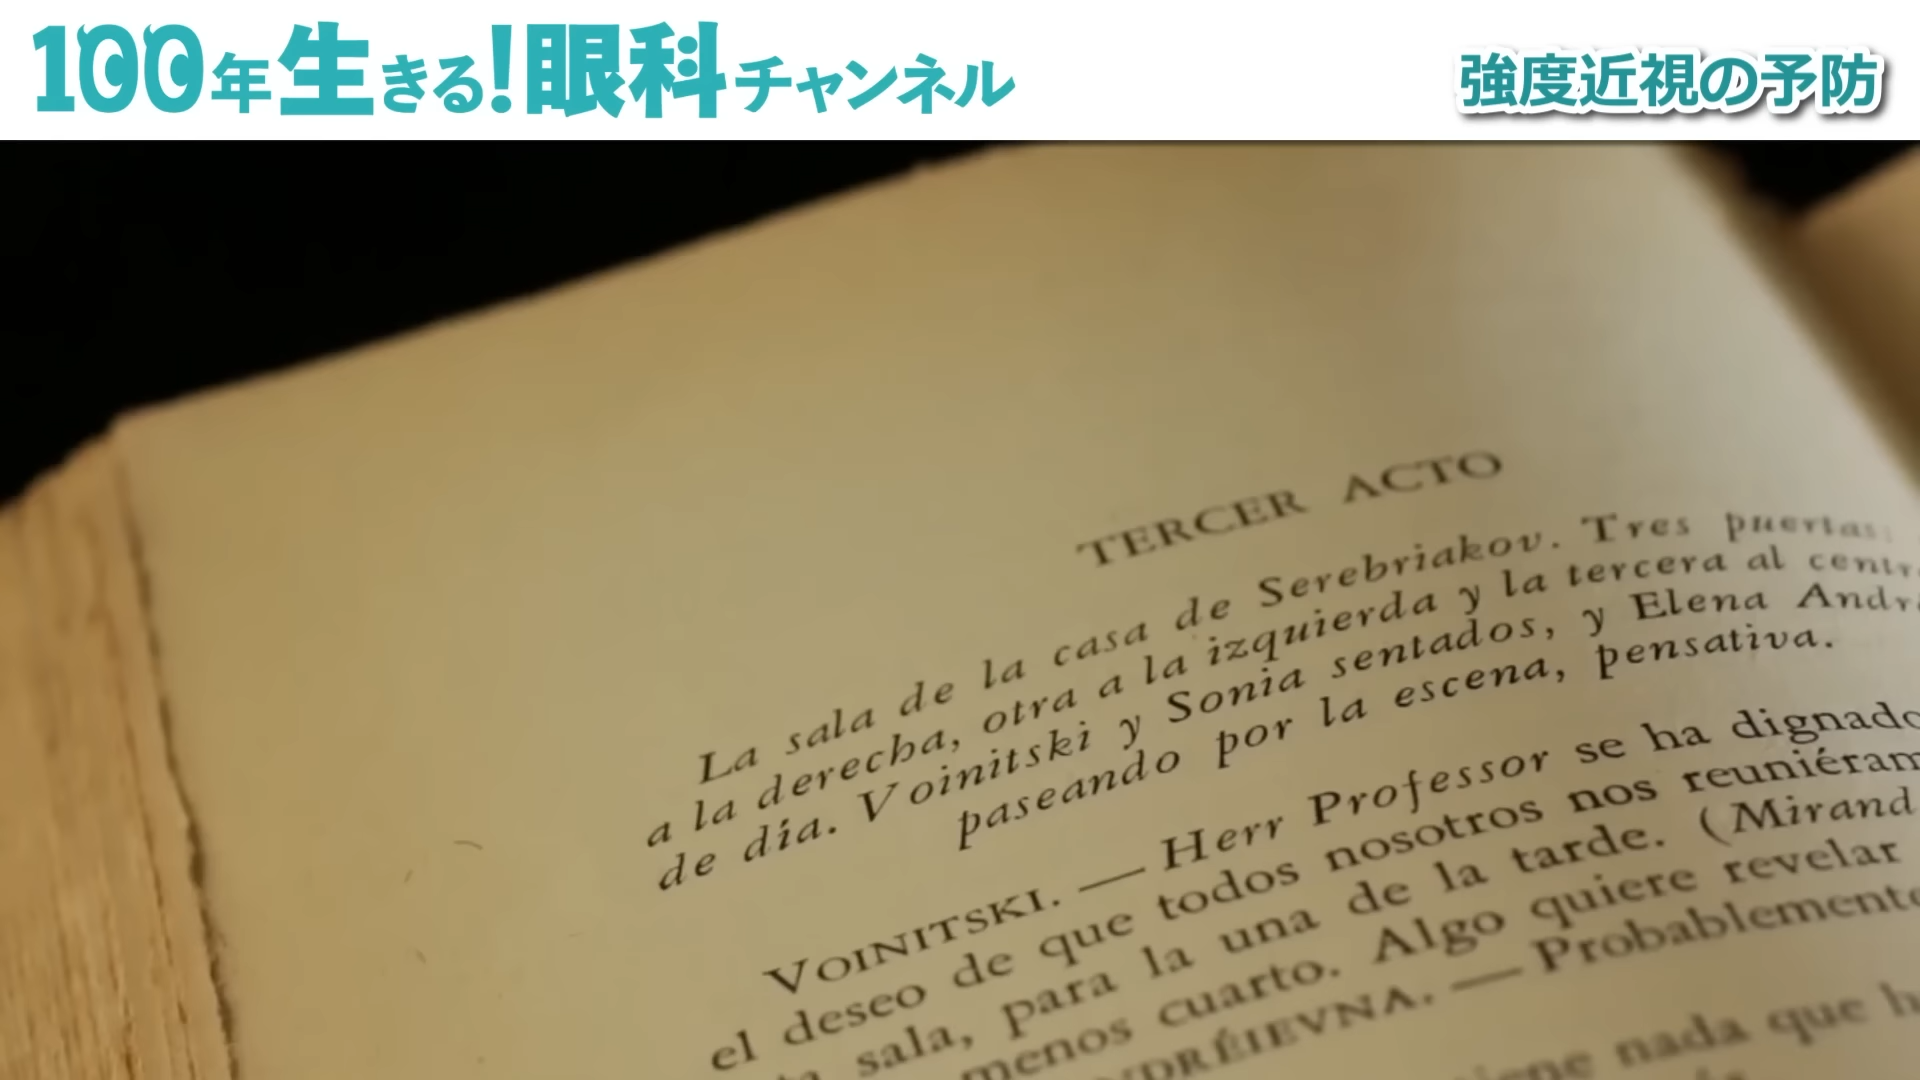 100年生きる!眼科チャンネル
強度近視の予防
TERCER ACTO
La sala de la casa de Serebriakov. Tres puertas:
a la derecha, otra a la izquierda y la tercera al centr
de día. Voinitski y Sonia sentados, y Elena Andr
paseando por la escena, pensativa.
VOINITSKI. — Herr Professor se ha dignado
el deseo de que todos nosotros nos reuniéram
sala, para la una de la tarde. (Mirand
menos cuarto. Algo quiere revelar
NDRÉIEVNA. — Probablemente
iene nada que h